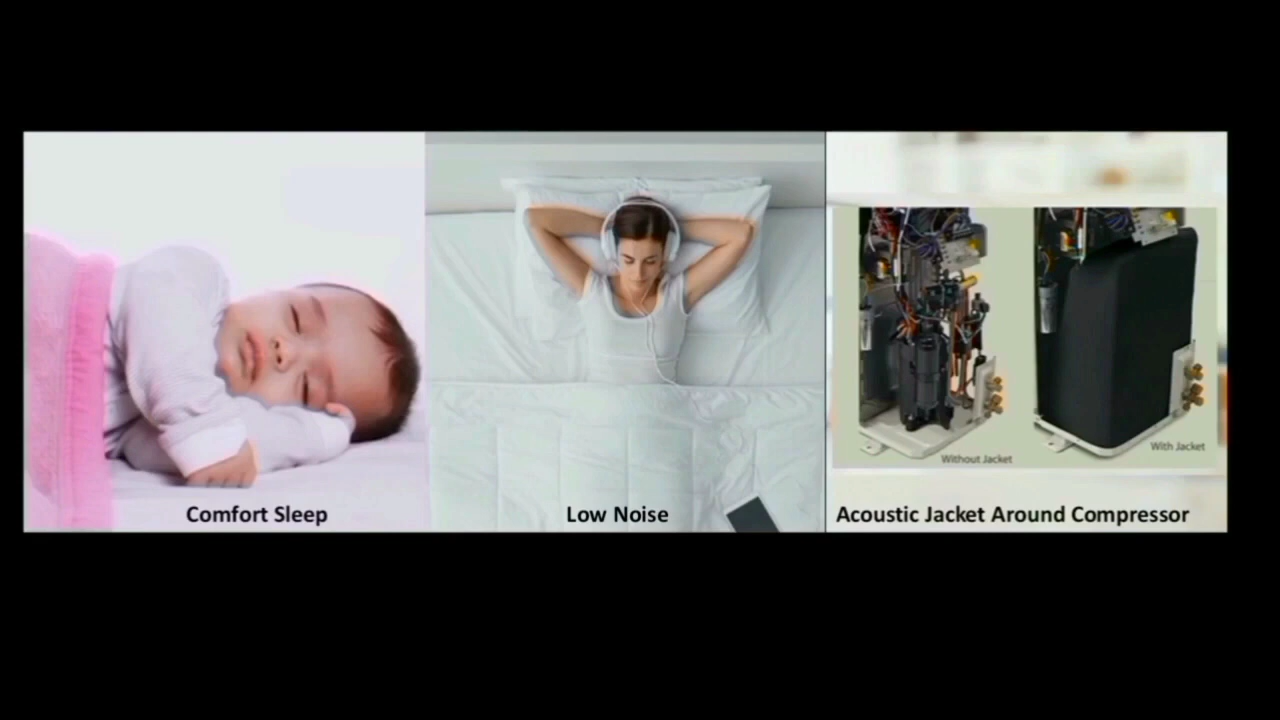 Without Jacket
With Jacket
Comfort Sleep
Low Noise
Acoustic Jacket Around Compressor